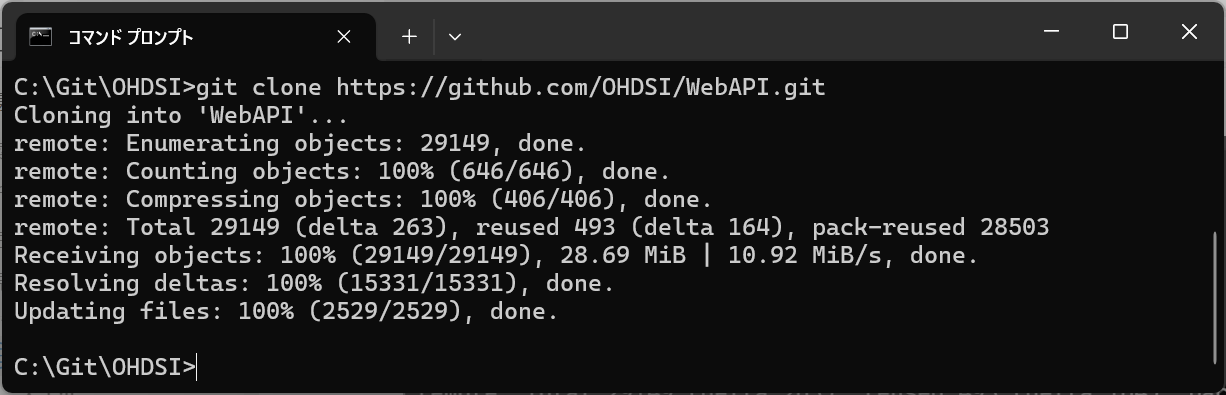 コマンド プロンプト
C:\Git\OHDSI>git clone https://github.com/OHDSI/WebAPI.git
Cloning into 'WebAPI'...
remote: Enumerating objects: 29149, done.
remote: Counting objects: 100% (646/646), done.
remote: Compressing objects: 100% (406/406), done.
remote: Total 29149 (delta 263), reused 493 (delta 164), pack-reused 28503
Receiving objects: 100% (29149/29149), 28.69 MiB | 10.92 MiB/s, done.
Resolving deltas: 100% (15331/15331), done.
Updating files: 100% (2529/2529), done.
C:\Git\OHDSI>